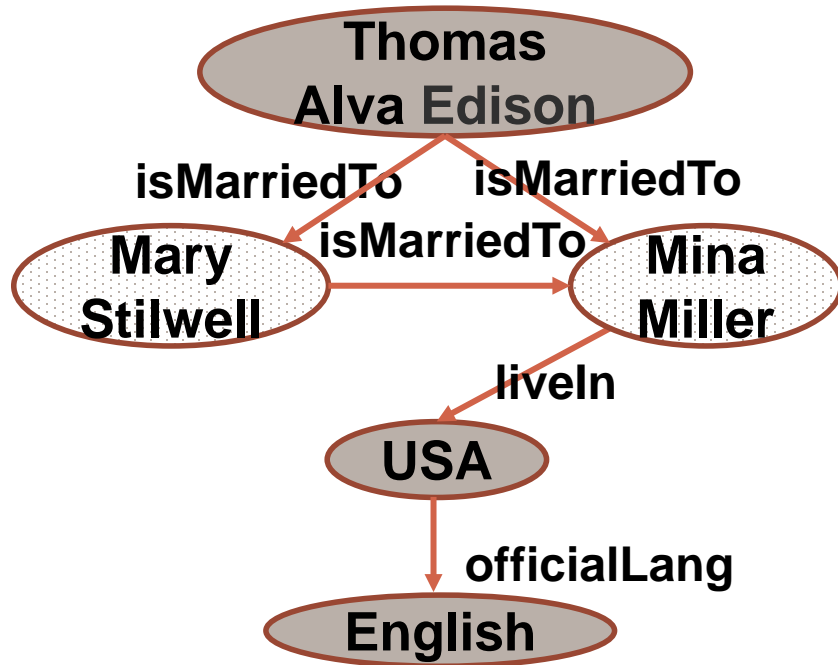 Thomas
Alva Edison
isMarriedTo
isMarriedTo
isMarriedTo
Mary
Stilwell
Mina
Miller
liveIn
USA
officialLang
English